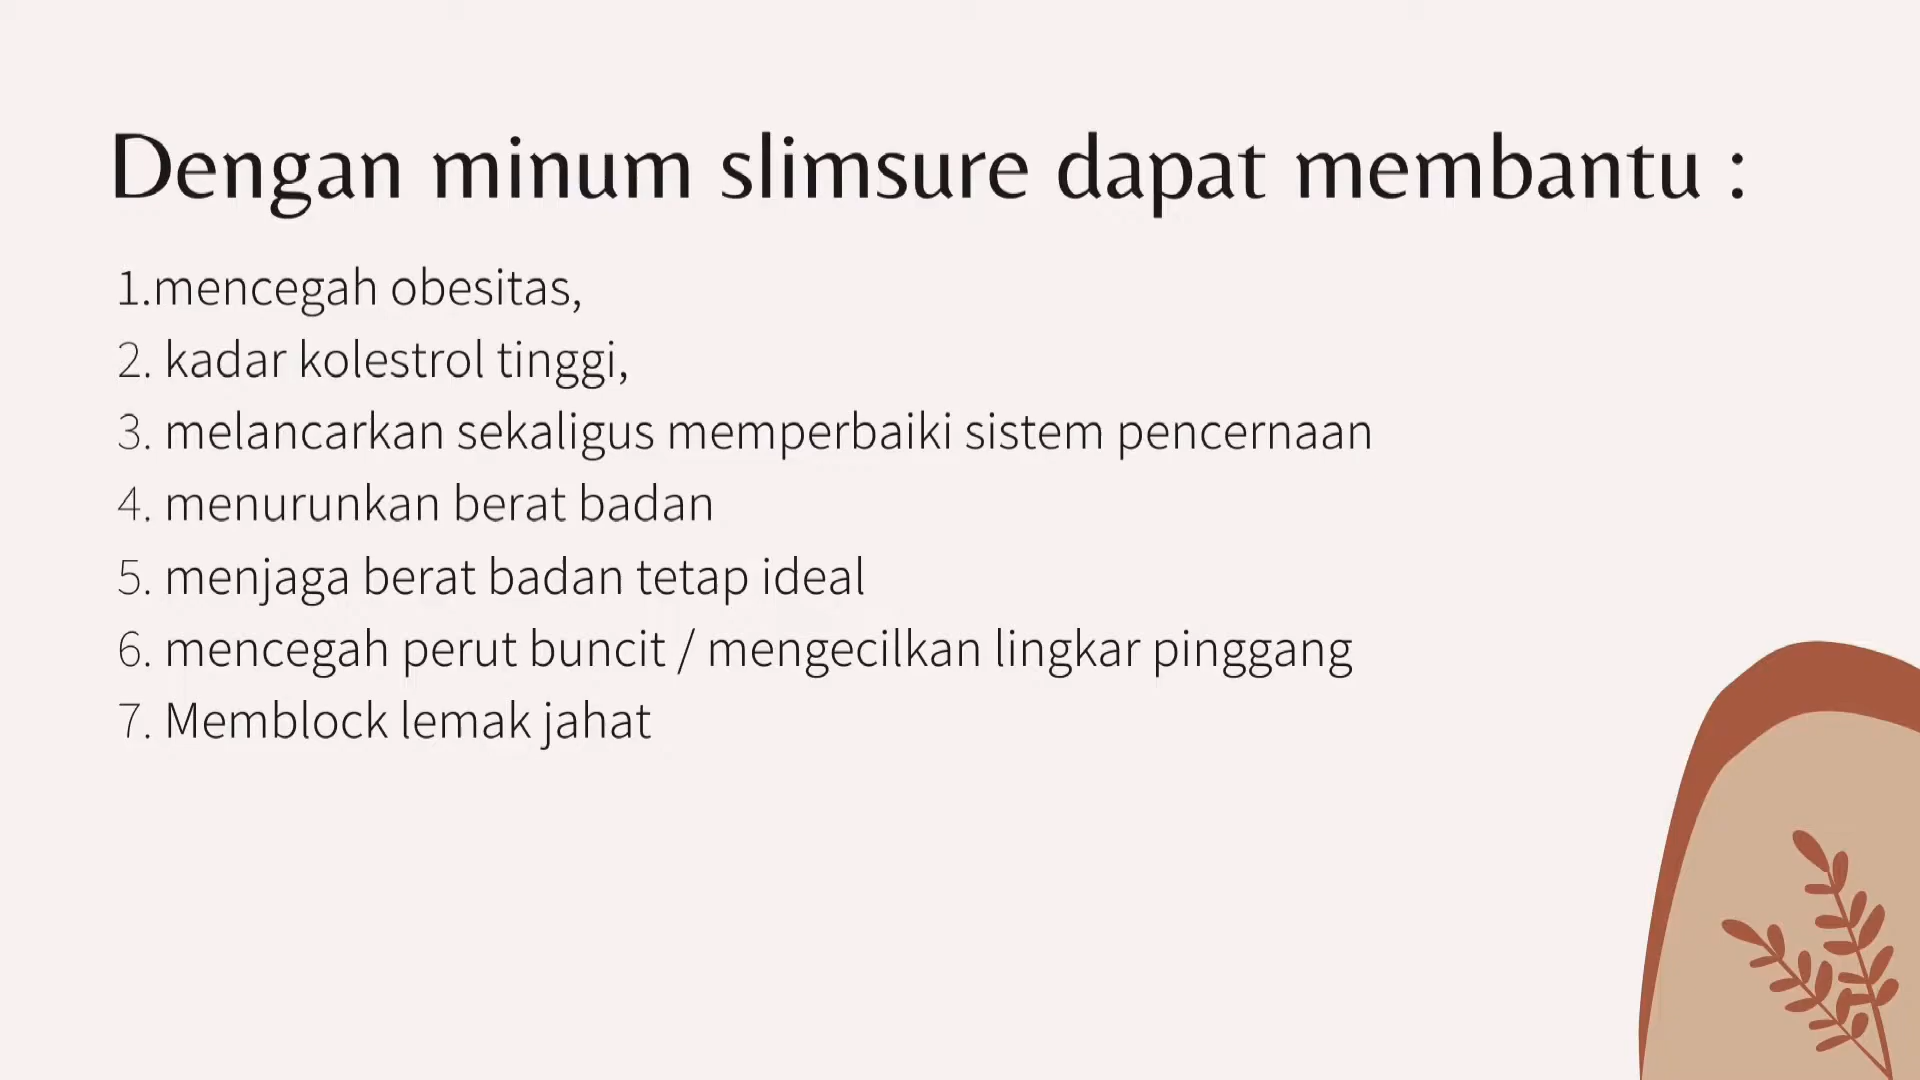 Dengan minum slimsure dapat membantu :
1.mencegah obesitas,
2. kadar kolestrol tinggi,
3. melancarkan sekaligus memperbaiki sistem pencernaan
4. menurunkan berat badan
5. menjaga berat badan tetap ideal
6. mencegah perut buncit / mengecilkan lingkar pinggang
7. Memblock lemak jahat